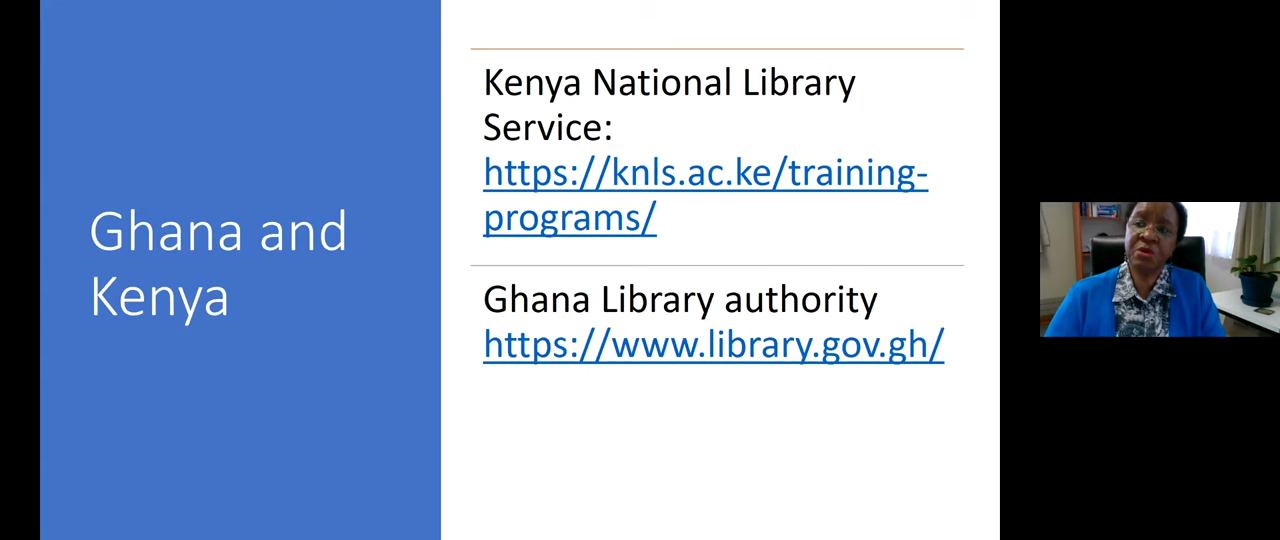 Ghana and
Kenya
Kenya National Library
Service:
https://knls.ac.ke/training-
programs/
Ghana Library authority
https://www.library.gov.gh/